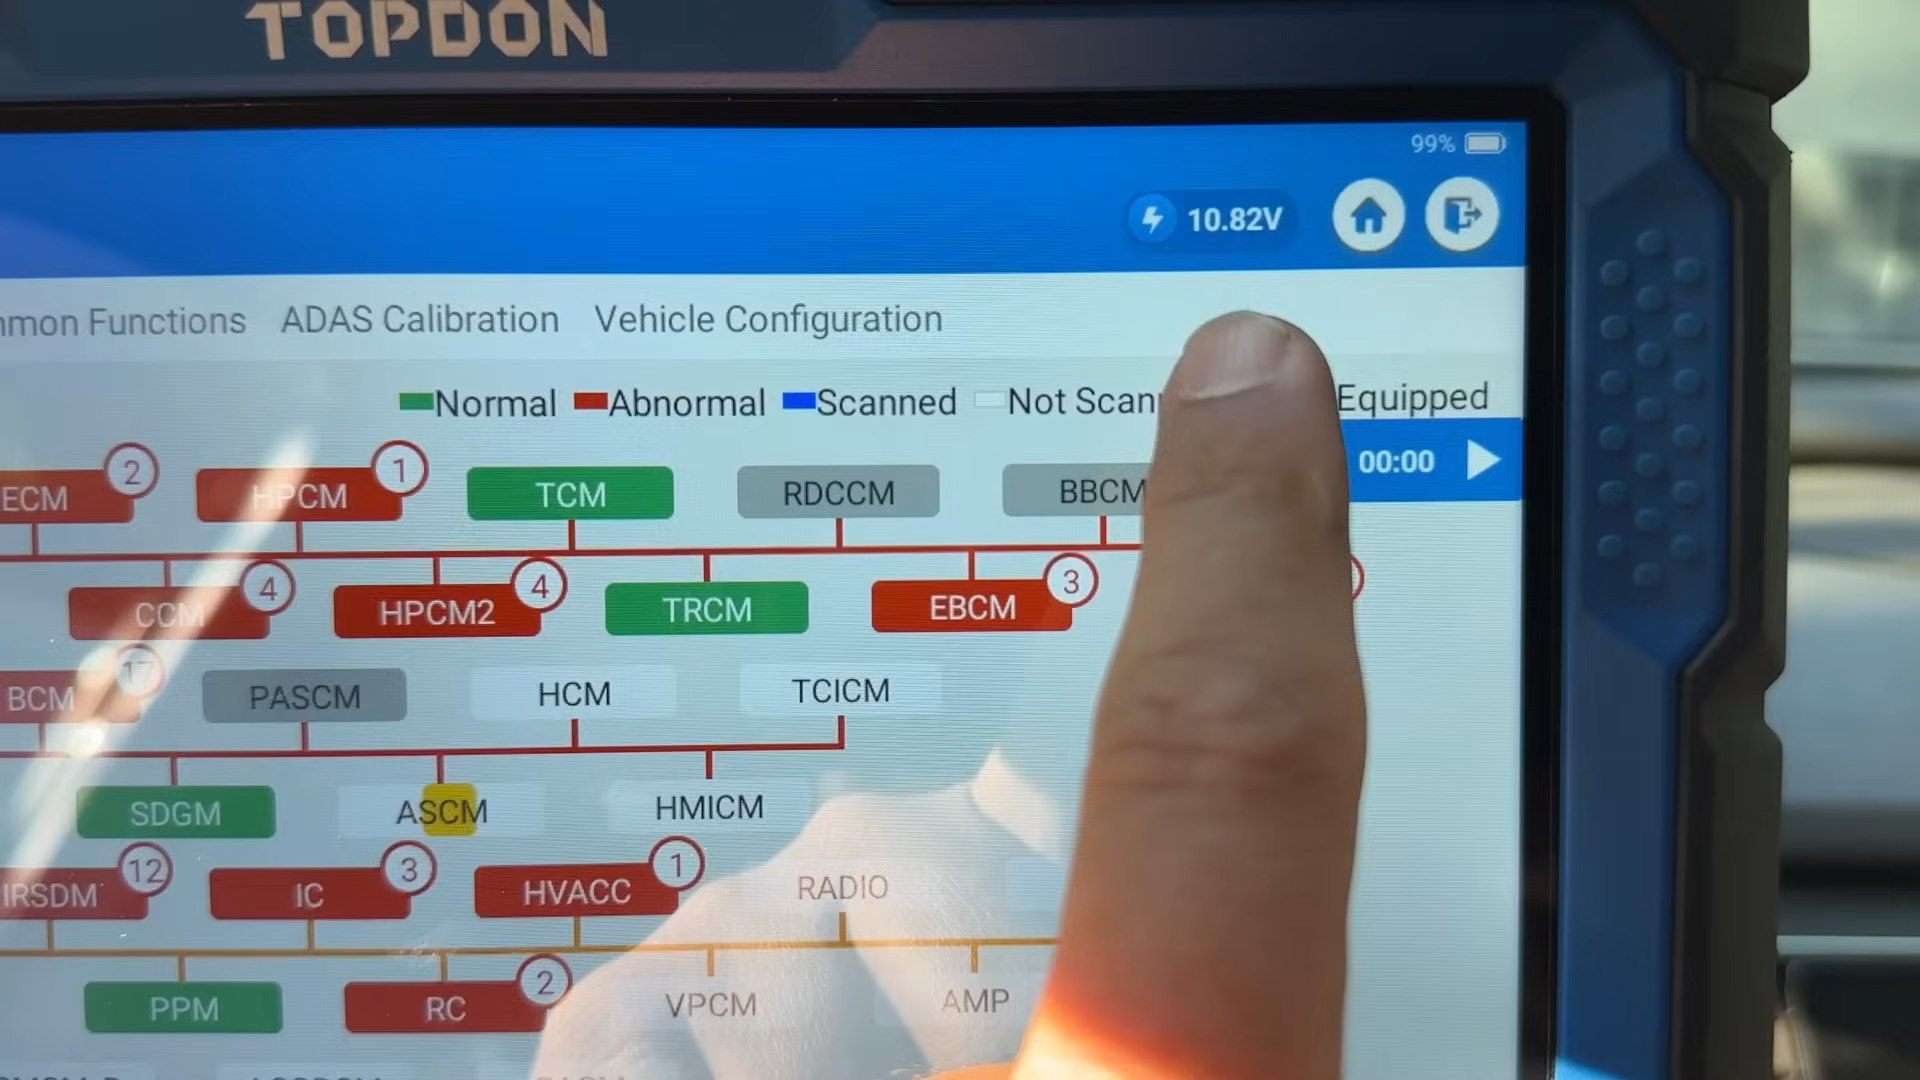 TOPDON
99%
10.82V
mmon Functions ADAS Calibration Vehicle Configuration
Normal Abnormal Scanned Not Scan Equipped
00:00
ECM 2 HPCM 1 TCM RDCCM BBCM
CCM 4 HPCM2 4 TRCM EBCM 3
BCM 17 PASCM HCM TCICM
SDGM ASCM HMICM
IRSDM 12 IC 3 HVACC 1 RADIO
PPM RC 2 VPCM AMP